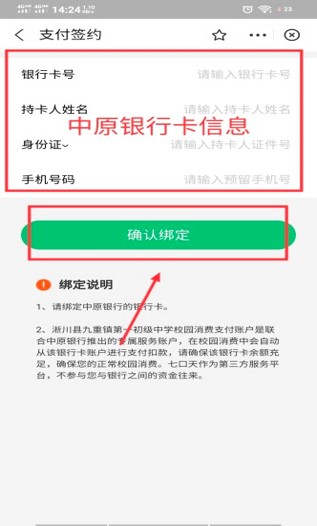 14:24
23
支付签约
银行卡号 请输入银行卡号
持卡人姓名 请输入持卡人姓名
中原银行卡信息
身份证 请输入持卡人证件号
手机号码 请输入预留手机号
确认绑定
绑定说明
1、请绑定中原银行的银行卡。
2、淅川县九重镇第一初级中学校园消费支付账户是联
合中原银行推出的专属服务账户，在校园消费中会自动
从该银行卡账户进行支付扣款，请确保该银行卡余额充
足，确保您的正常校园消费。七口天作为第三方服务平
台，不参与您与银行之间的资金往来。